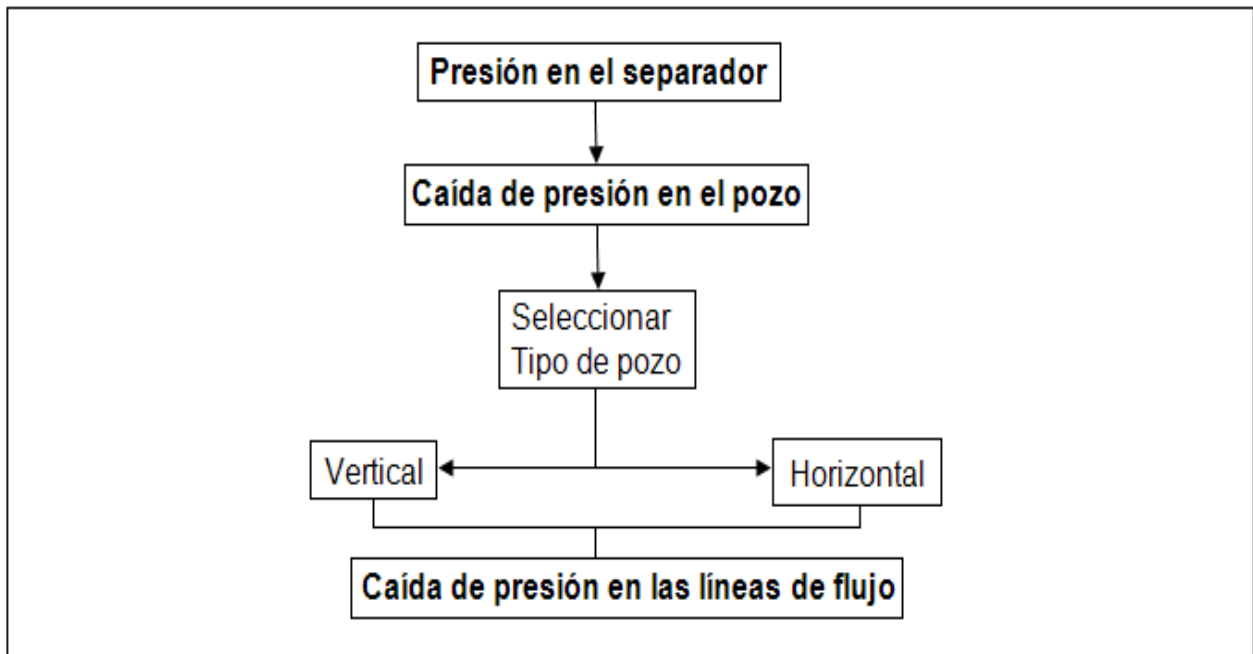 Presión en el separador
Caída de presión en el pozo
Seleccionar
Tipo de pozo
Vertical
Horizontal
Caída de presión en las líneas de flujo